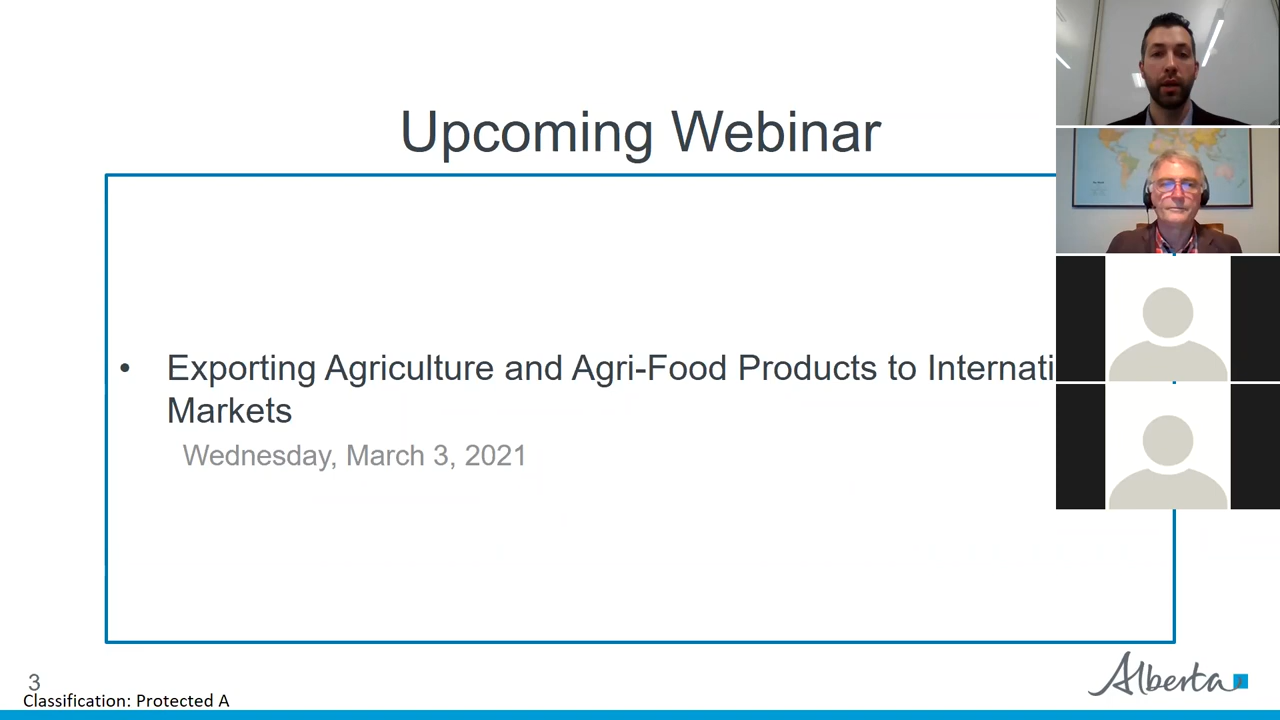 Upcoming Webinar
• Exporting Agriculture and Agri-Food Products to Internati
Markets
Wednesday, March 3, 2021
3
Classification: Protected A
Alberta